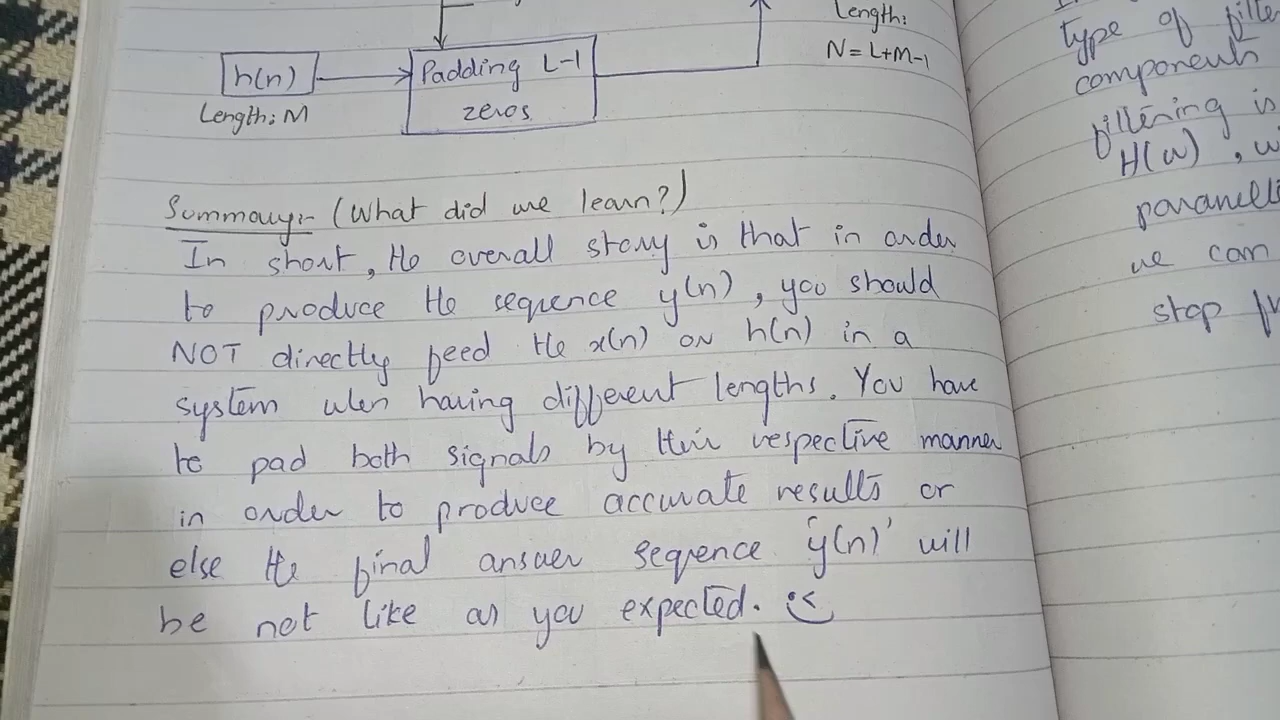 Length:
N=L+M-1
h(n)
Padding L-1
zeros
Length: M
Summary:- (What did we learn?)
In short, the overall story is that in order
to produce the sequence y(n), you should
NOT directly feed the x(n) or h(n) in a
system when having different lengths. You have
to pad both signals by their respective manner
in order to produce accurate results or
else the final answer sequence 'y(n)' will
be not like as you expected.
type of
components
filtering is
H(ω), w
we can
stop